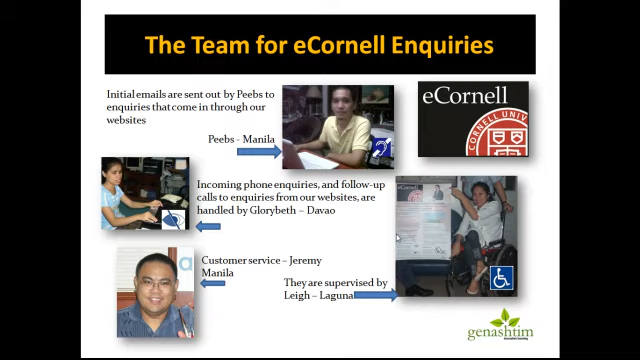 The Team for eCornell Enquiries
Initial emails are sent out by Peebs to
enquiries that come in through our
websites
Peebs - Manila
eCornell
CORNELL UNIV
Incoming phone enquiries, and follow-up
calls to enquiries from our websites, are
handled by Glorybeth – Davao
eCornell
Customer service – Jeremy
Manila
They are supervised by
Leigh – Laguna
genashtim